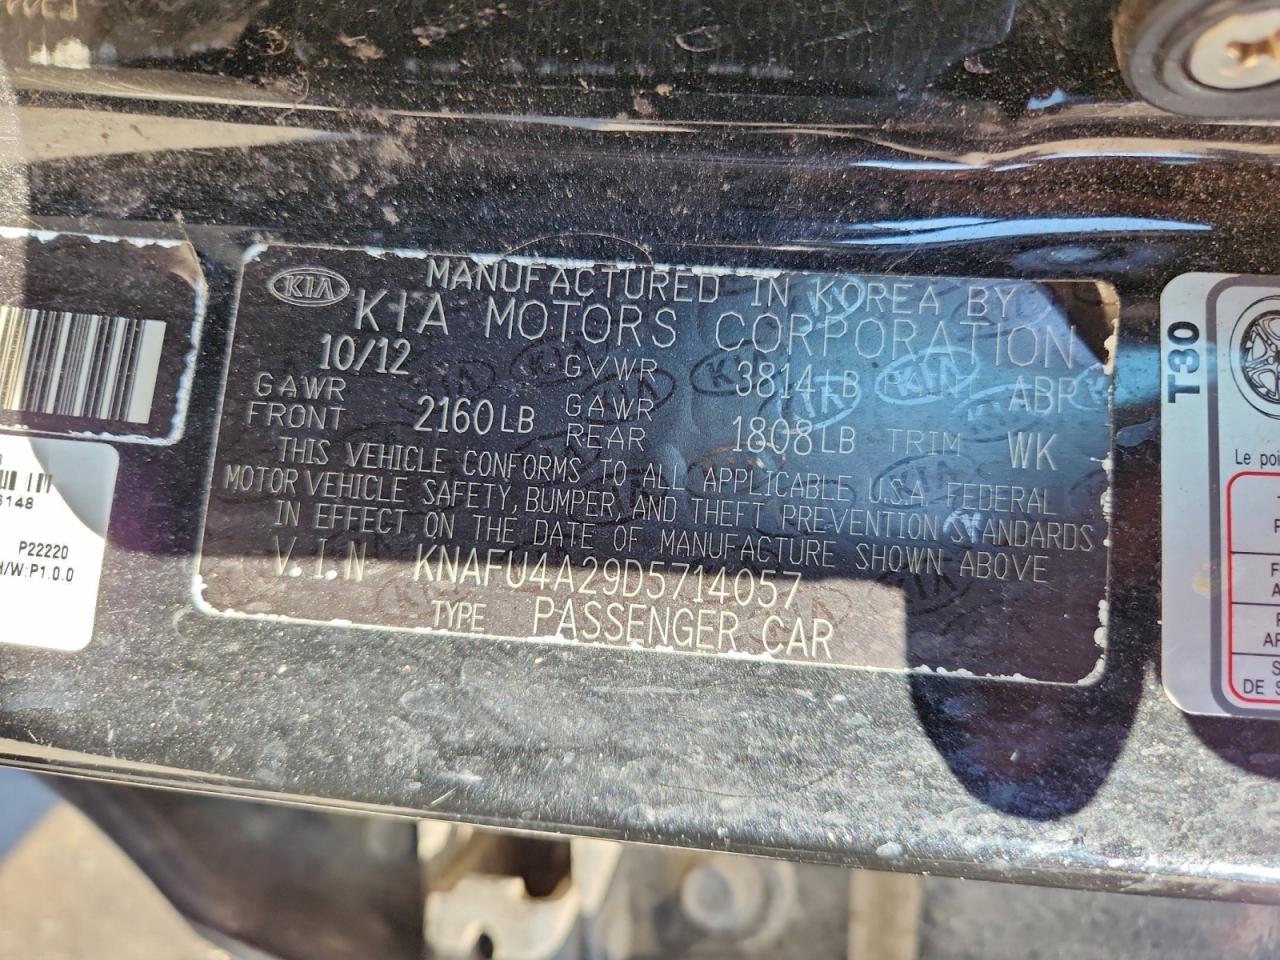 KIA
MANUFACTURED IN KOREA BY
KIA MOTORS CORPORATION
10/12 GVWR 3814LB PAINT ABP
GAWR FRONT 2160LB GAWR REAR 1808LB TRIM WK
THIS VEHICLE CONFORMS TO ALL APPLICABLE U.S.A. FEDERAL
MOTOR VEHICLE SAFETY, BUMPER, AND THEFT PREVENTION STANDARDS
IN EFFECT ON THE DATE OF MANUFACTURE SHOWN ABOVE
V.I.N KNAFU4A29D5714057
TYPE PASSENGER CAR
P22220
H/W:P1.0.0
T30
Le poi
DE S